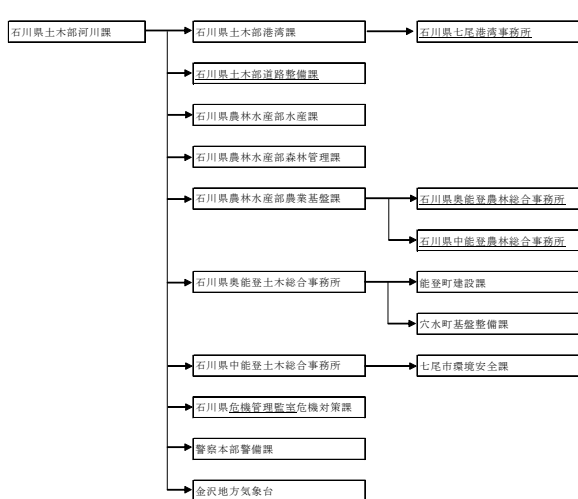 石川県土木部河川課
石川県土木部港湾課
石川県七尾港湾事務所
石川県土木部道路整備課
石川県農林水産部水産課
石川県農林水産部森林管理課
石川県農林水産部農業基盤課
石川県奥能登農林総合事務所
石川県中能登農林総合事務所
石川県奥能登土木総合事務所
能登町建設課
穴水町基盤整備課
石川県中能登土木総合事務所
七尾市環境安全課
石川県危機管理監室危機対策課
警察本部警備課
金沢地方気象台